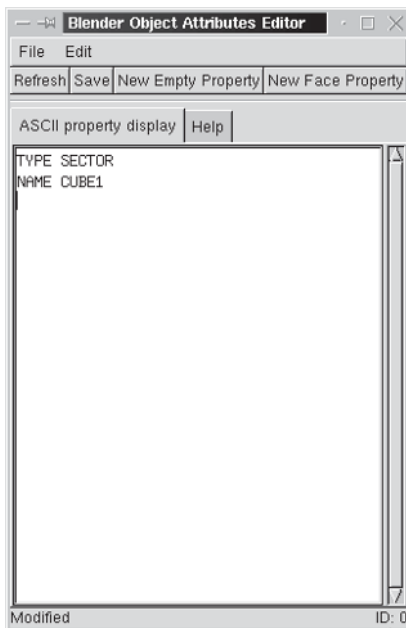 Blender Object Attributes Editor
File Edit
Refresh Save New Empty Property New Face Property
ASCII property display Help
TYPE SECTOR
NAME CUBE1
Modified ID: 0